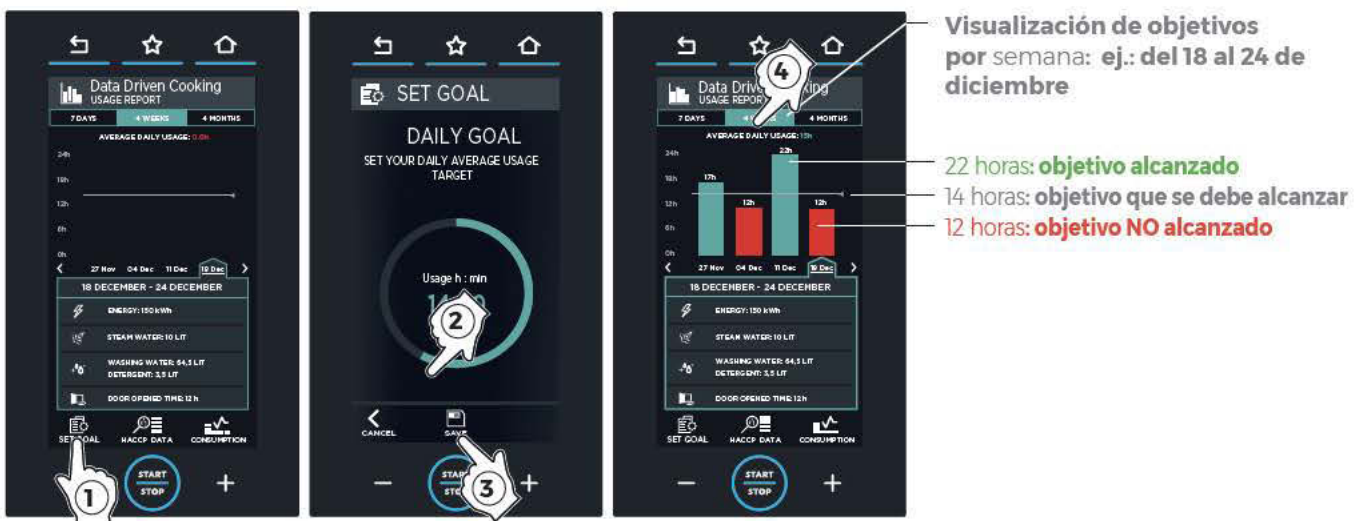 Data Driven Cooking
USAGE REPORT
7 DAYS
4 WEEKS
4 MONTHS
AVERAGE DAILY USAGE: 0.0h
24h
18h
12h
6h
0h
27 Nov 04 Dec 11 Dec 18 Dec
18 DECEMBER - 24 DECEMBER
ENERGY: 150 kWh
STEAM WATER: 10 LIT
WASHING WATER: 64,5 LIT
DETERGENT: 3,5 LIT
DOOR OPENED TIME: 12 h
SET GOAL
HACCP DATA
CONSUMPTION
START
STOP
+
1
SET GOAL
DAILY GOAL
SET YOUR DAILY AVERAGE USAGE
TARGET
Usage h : min
2
CANCEL
SAVE
−
+
3
Data
USAGE REPORT
4
7 DAYS
4 MONTHS
AVERAGE DAILY USAGE: 15h
24h
18h
12h
6h
0h
17h
12h
22h
12h
27 Nov 04 Dec 11 Dec 18 Dec
18 DECEMBER - 24 DECEMBER
ENERGY: 150 kWh
STEAM WATER: 10 LIT
WASHING WATER: 64,5 LIT
DETERGENT: 3,5 LIT
DOOR OPENED TIME: 12 h
SET GOAL
HACCP DATA
CONSUMPTION
−
START
STOP
+
Visualización de objetivos
por semana: ej.: del 18 al 24 de
diciembre
22 horas: objetivo alcanzado
14 horas: objetivo que se debe alcanzar
12 horas: objetivo NO alcanzado